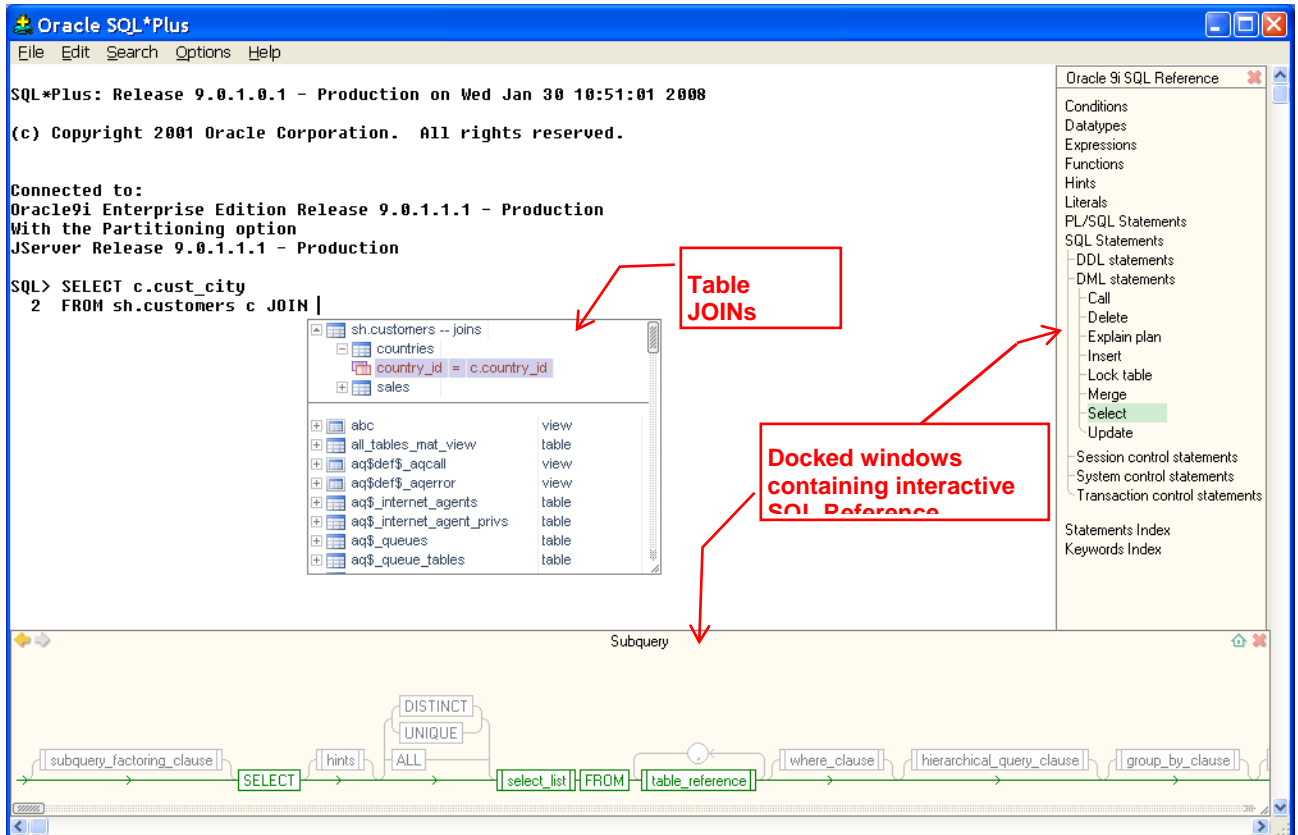 Oracle SQL*Plus
File Edit Search Options Help
SQL*Plus: Release 9.0.1.0.1 - Production on Wed Jan 30 10:51:01 2008
(c) Copyright 2001 Oracle Corporation.  All rights reserved.
Connected to:
Oracle9i Enterprise Edition Release 9.0.1.1.1 - Production
With the Partitioning option
JServer Release 9.0.1.1.1 - Production
SQL> SELECT c.cust_city
2 FROM sh.customers c JOIN
sh.customers -- joins
countries
country_id = c.country_id
sales
abc view
all_tables_mat_view table
aq$def$_aqcall view
aq$def$_aqerror view
aq$_internet_agents table
aq$_internet_agent_privs table
aq$_queues table
aq$_queue_tables table
Table
JOINs
Docked windows
containing interactive
SQL Reference
Oracle 9i SQL Reference
Conditions
Datatypes
Expressions
Functions
Hints
Literals
PL/SQL Statements
SQL Statements
DDL statements
DML statements
Call
Delete
Explain plan
Insert
Lock table
Merge
Select
Update
Session control statements
System control statements
Transaction control statements
Statements Index
Keywords Index
Subquery
DISTINCT
UNIQUE
subquery_factoring_clause hints ALL , where_clause hierarchical_query_clause group_by_clause
SELECT select_list FROM table_reference